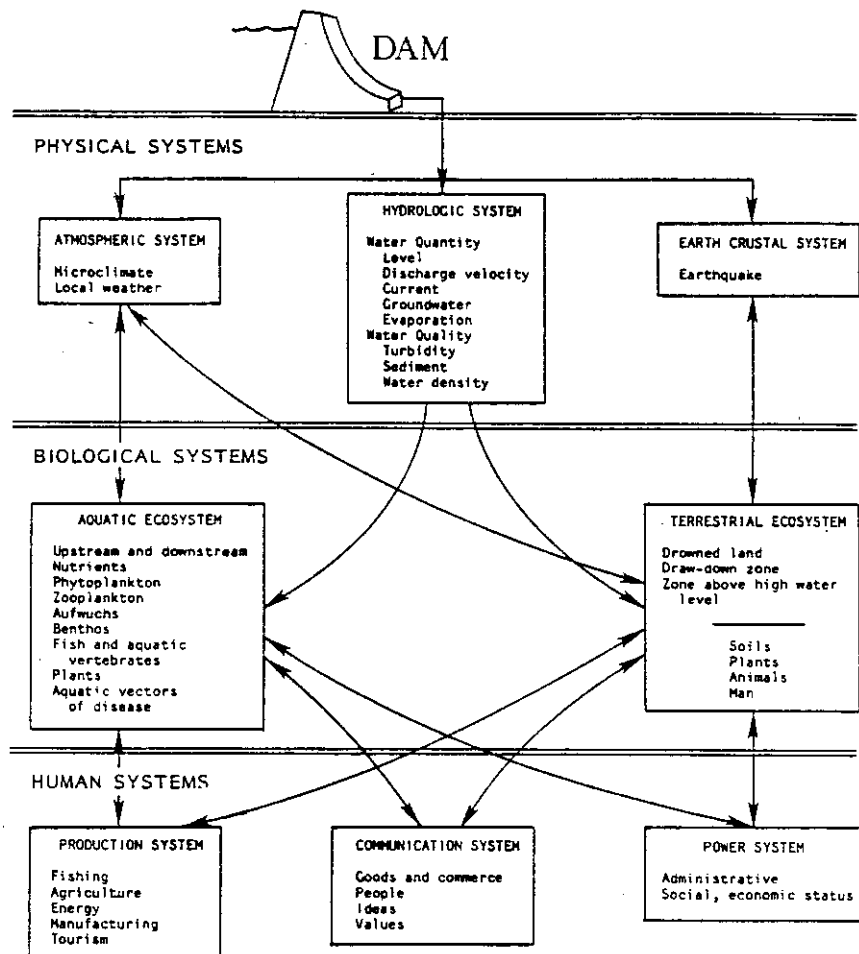 DAM
PHYSICAL SYSTEMS
ATMOSPHERIC SYSTEM
Microclimate
Local weather
HYDROLOGIC SYSTEM
Water Quantity
Level
Discharge velocity
Current
Groundwater
Evaporation
Water Quality
Turbidity
Sediment
Water density
EARTH CRUSTAL SYSTEM
Earthquake
BIOLOGICAL SYSTEMS
AQUATIC ECOSYSTEM
Upstream and downstream
Nutrients
Phytoplankton
Zooplankton
Aufwuchs
Benthos
Fish and aquatic
vertebrates
Plants
Aquatic vectors
of disease
TERRESTRIAL ECOSYSTEM
Drowned land
Draw-down zone
Zone above high water
level
Soils
Plants
Animals
Man
HUMAN SYSTEMS
PRODUCTION SYSTEM
Fishing
Agriculture
Energy
Manufacturing
Tourism
COMMUNICATION SYSTEM
Goods and commerce
People
Ideas
Values
POWER SYSTEM
Administrative
Social, economic status